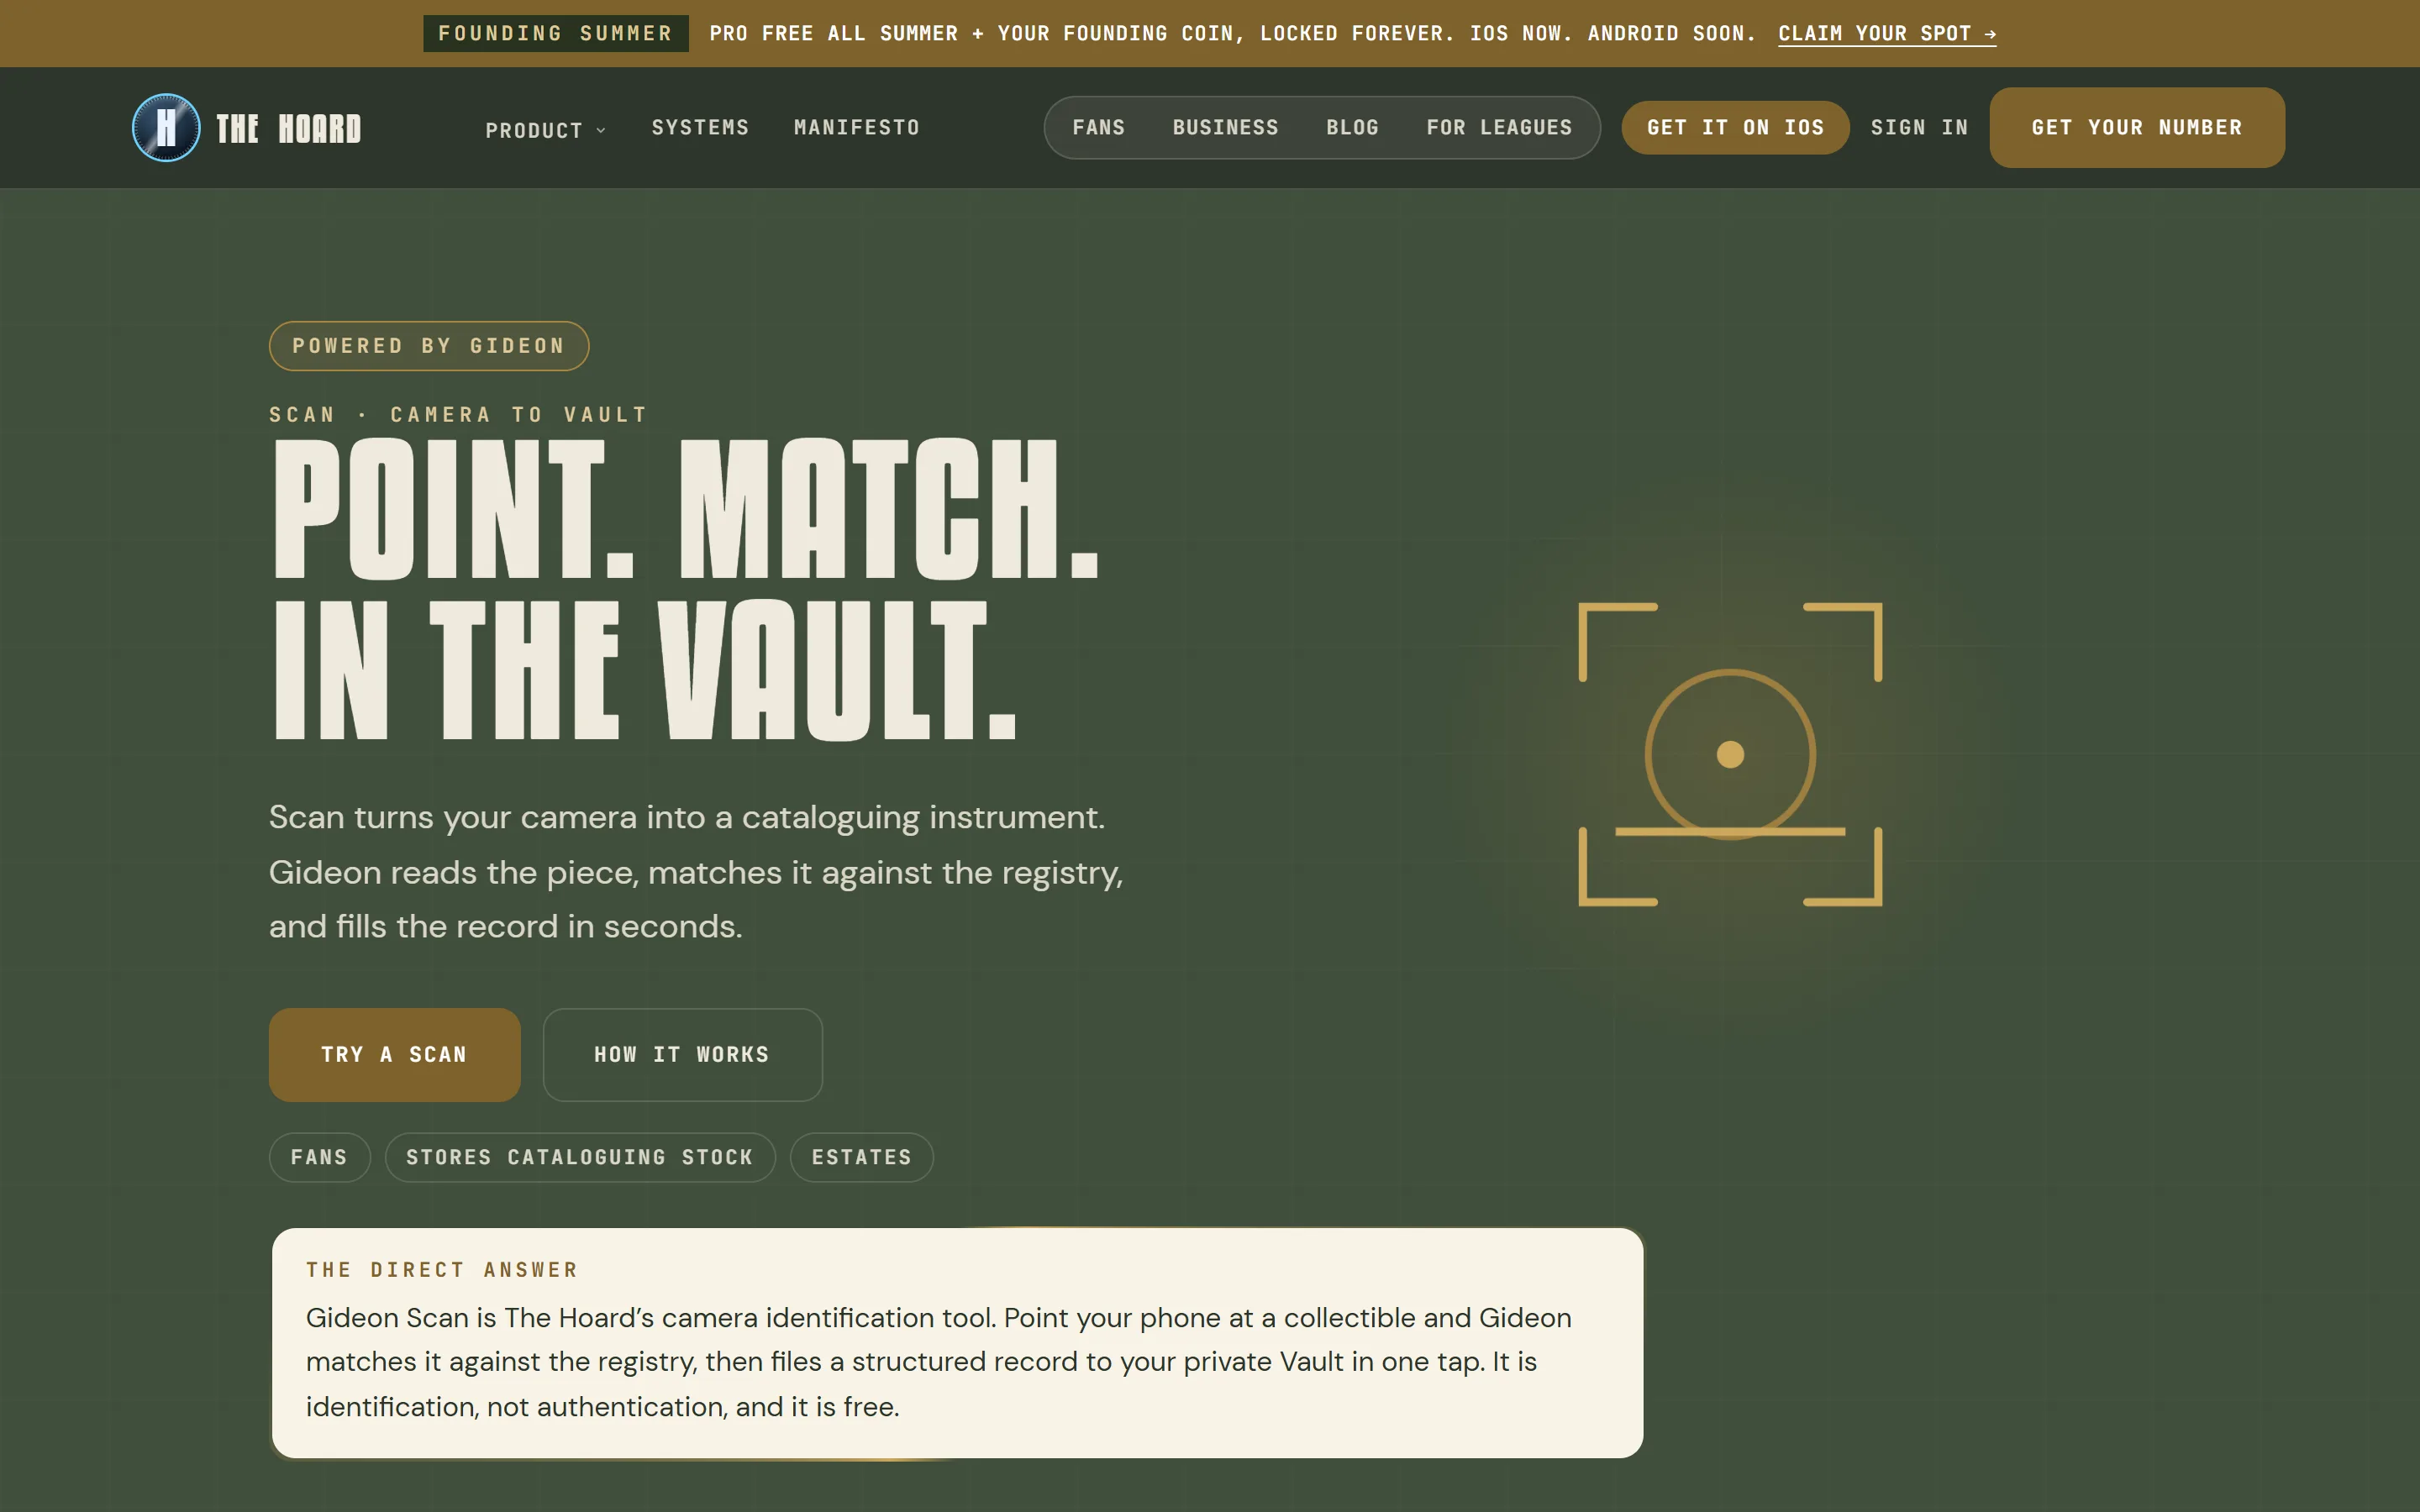 FOUNDING SUMMER PRO FREE ALL SUMMER + YOUR FOUNDING COIN, LOCKED FOREVER. IOS NOW. ANDROID SOON. CLAIM YOUR SPOT →
H THE HOARD PRODUCT SYSTEMS MANIFESTO FANS BUSINESS BLOG FOR LEAGUES GET IT ON IOS SIGN IN GET YOUR NUMBER
POWERED BY GIDEON
SCAN · CAMERA TO VAULT
POINT. MATCH.
IN THE VAULT.
Scan turns your camera into a cataloguing instrument.
Gideon reads the piece, matches it against the registry,
and fills the record in seconds.
TRY A SCAN HOW IT WORKS
FANS STORES CATALOGUING STOCK ESTATES
THE DIRECT ANSWER
Gideon Scan is The Hoard’s camera identification tool. Point your phone at a collectible and Gideon
matches it against the registry, then files a structured record to your private Vault in one tap. It is
identification, not authentication, and it is free.